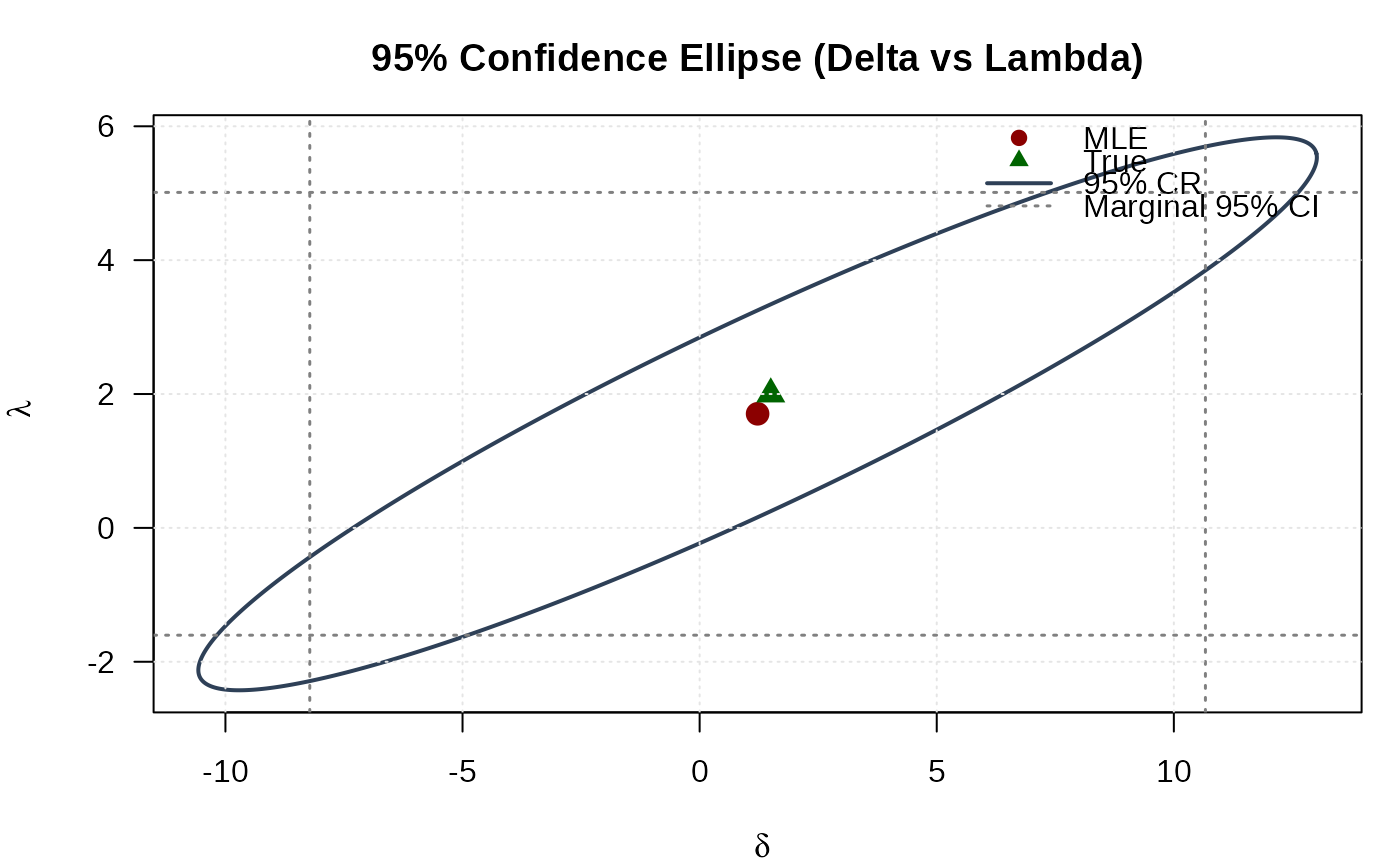 95% Confidence Ellipse (Delta vs Lambda)
MLE
True
95% CR
Marginal 95% CI
6
4
2
0
-2
λ
-10
-5
0
5
10
δ